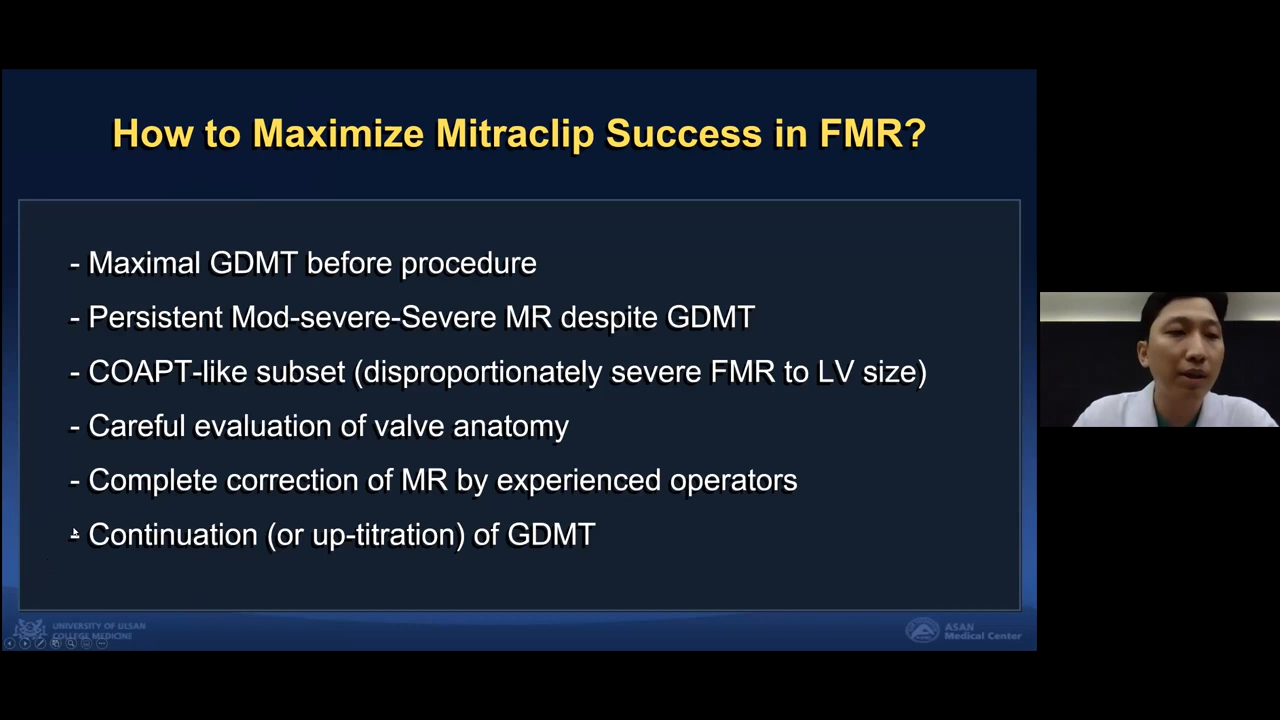 How to Maximize Mitraclip Success in FMR?
- Maximal GDMT before procedure
- Persistent Mod-severe-Severe MR despite GDMT
- COAPT-like subset (disproportionately severe FMR to LV size)
- Careful evaluation of valve anatomy
- Complete correction of MR by experienced operators
- Continuation (or up-titration) of GDMT
UNIVERSITY OF ULSAN
COLLEGE MEDICINE
ASAN
Medical Center